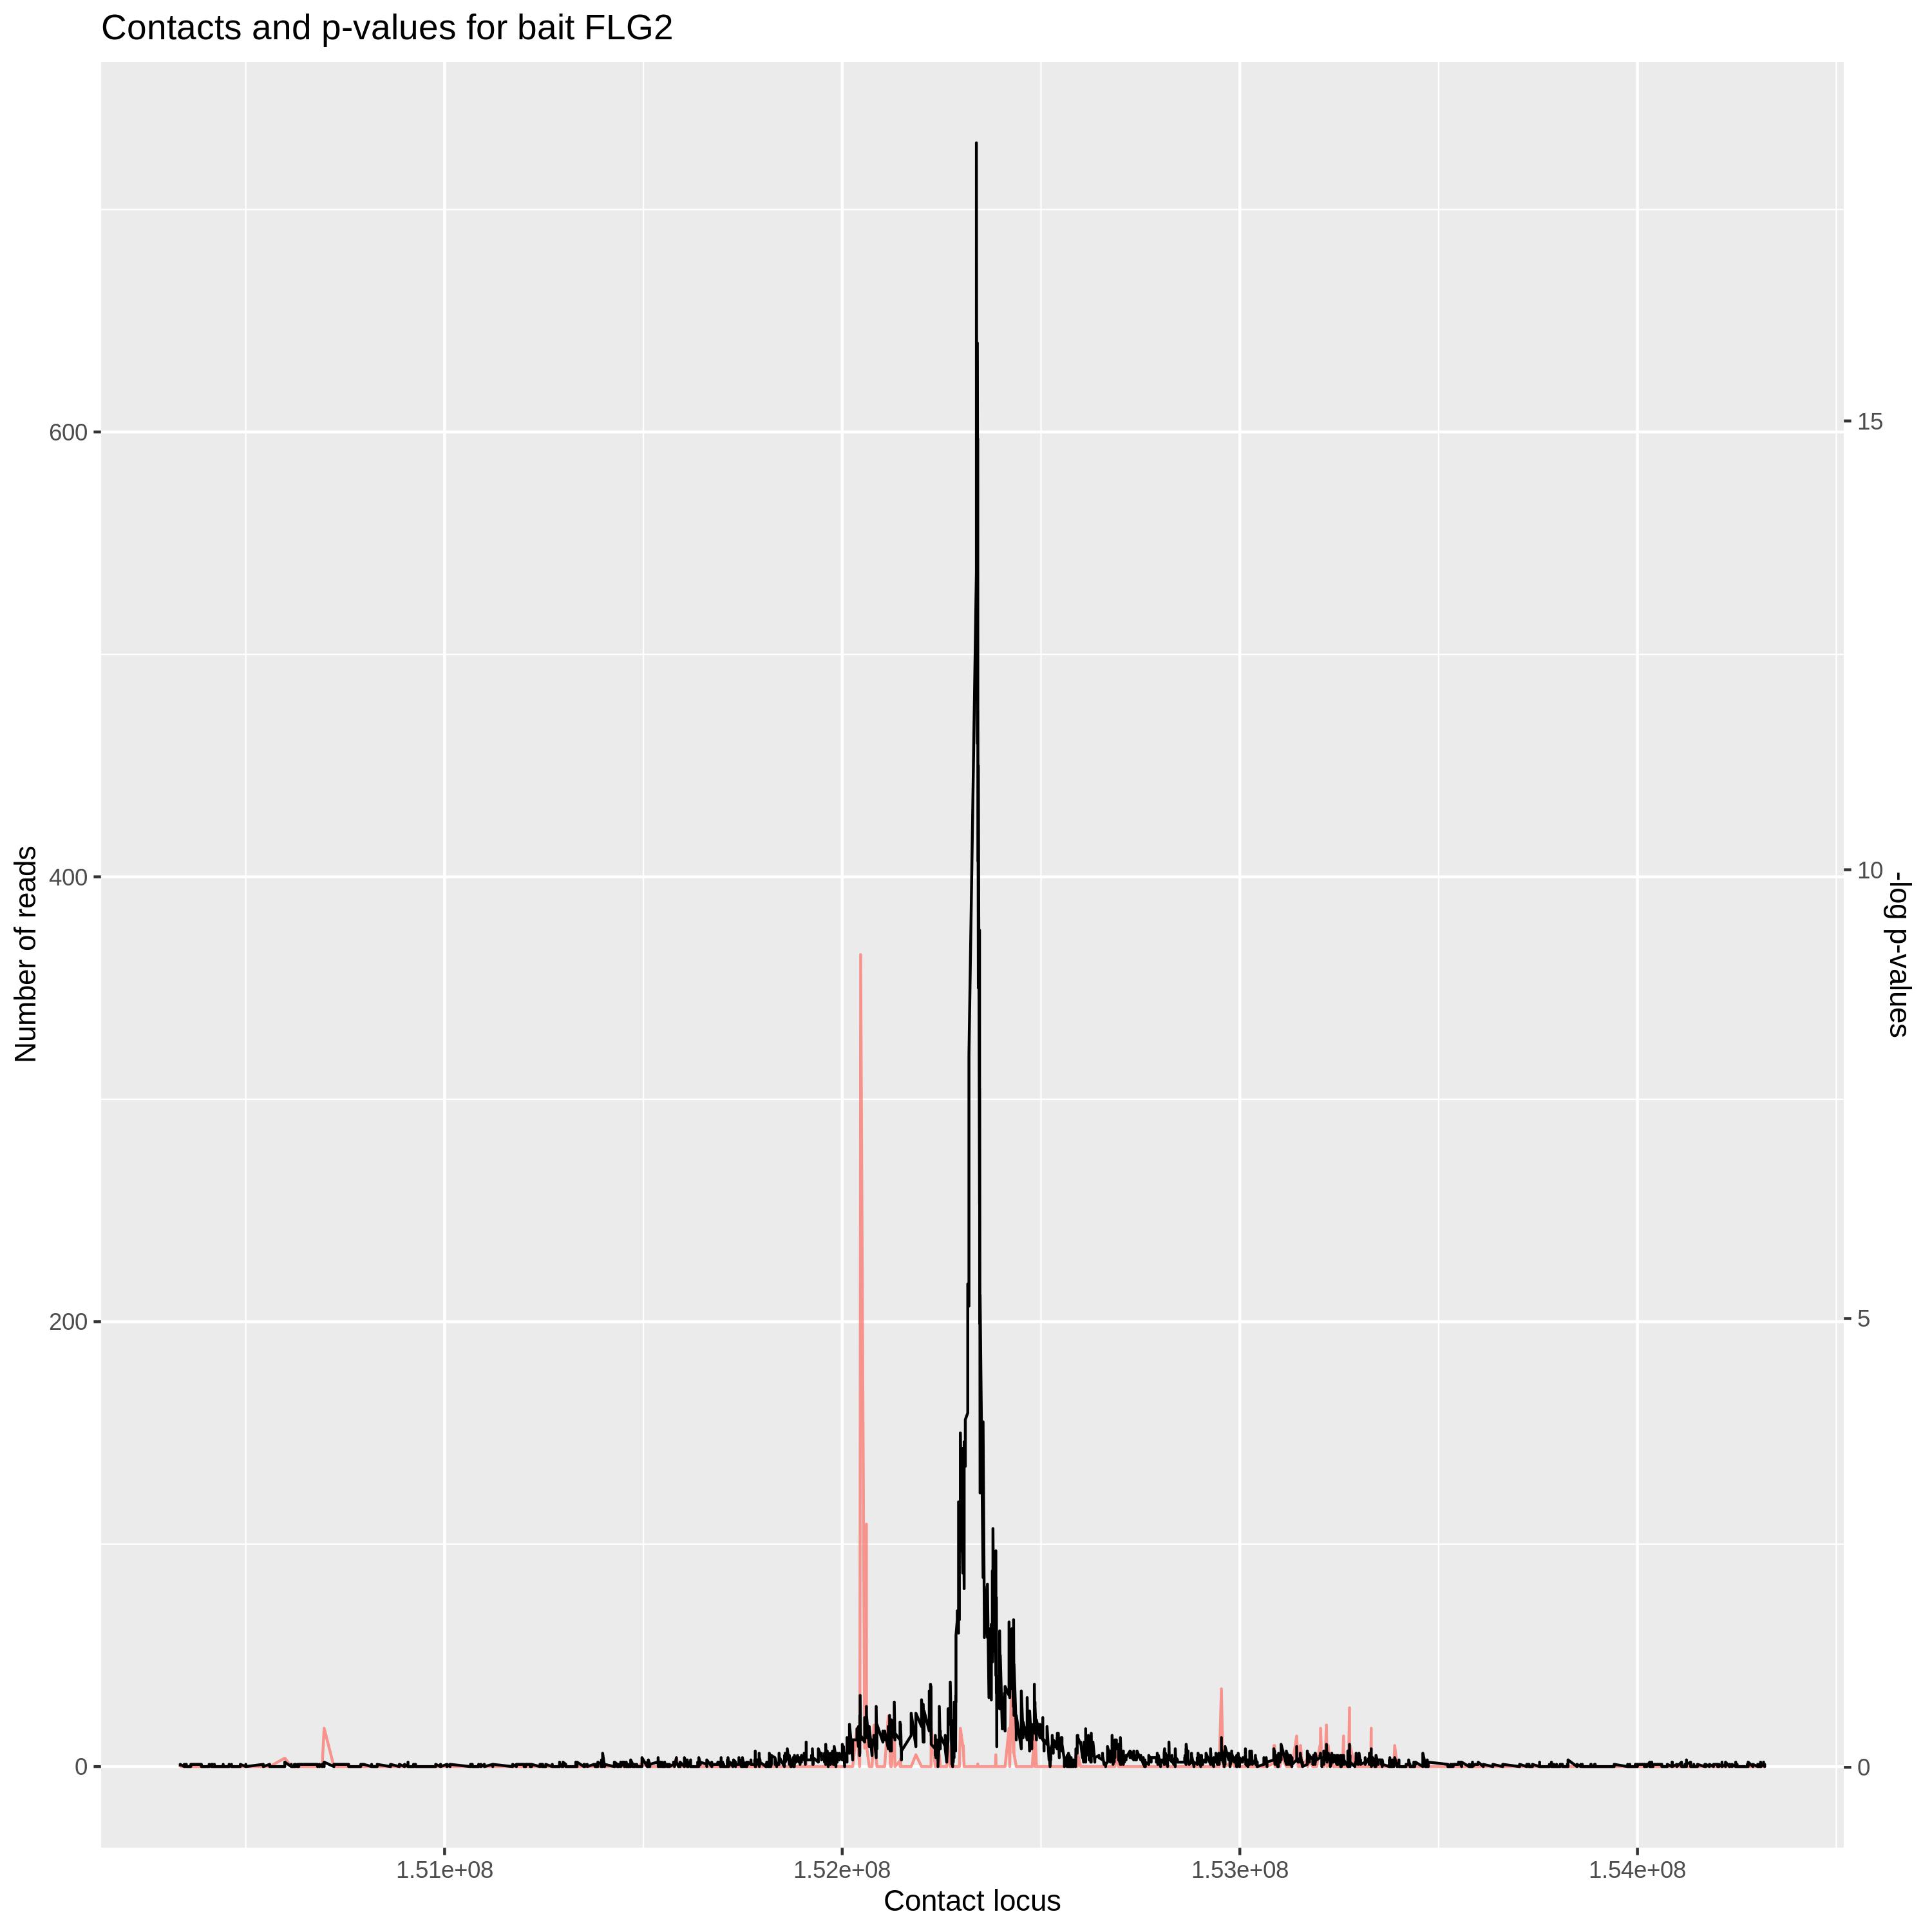 Contacts and p-values for bait FLG2
600
400
200
0
Number of reads
15
10
5
0
-log p-values
1.51e+08
1.52e+08
1.53e+08
1.54e+08
Contact locus